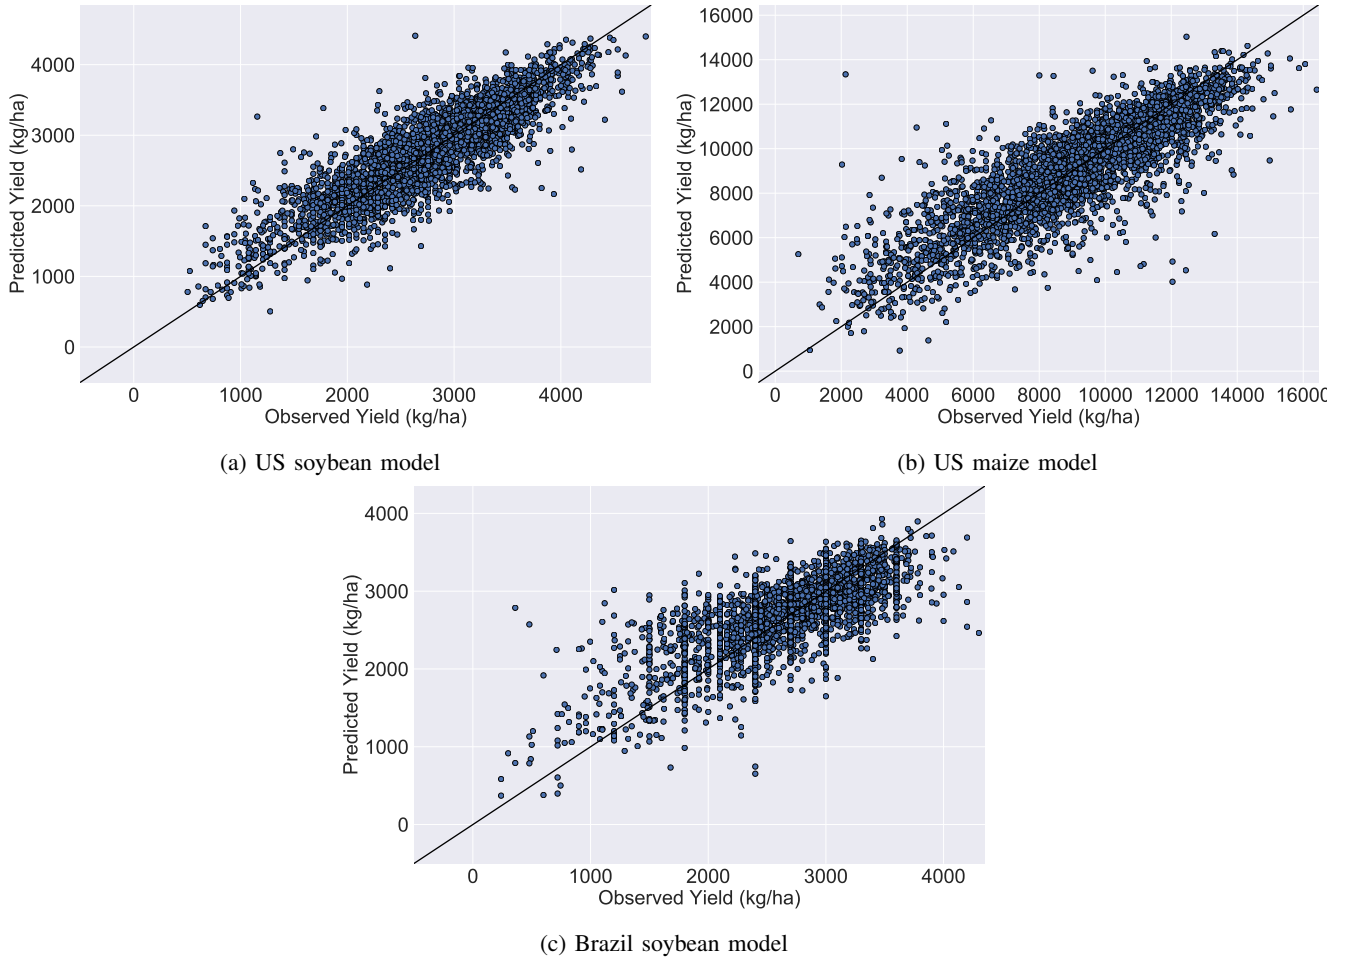 4000
3000
2000
1000
0
Predicted Yield (kg/ha)
0 1000 2000 3000 4000
Observed Yield (kg/ha)
(a) US soybean model
16000
14000
12000
10000
8000
6000
4000
2000
0
Predicted Yield (kg/ha)
0 2000 4000 6000 8000 10000 12000 14000 16000
Observed Yield (kg/ha)
(b) US maize model
4000
3000
2000
1000
0
Predicted Yield (kg/ha)
0 1000 2000 3000 4000
Observed Yield (kg/ha)
(c) Brazil soybean model